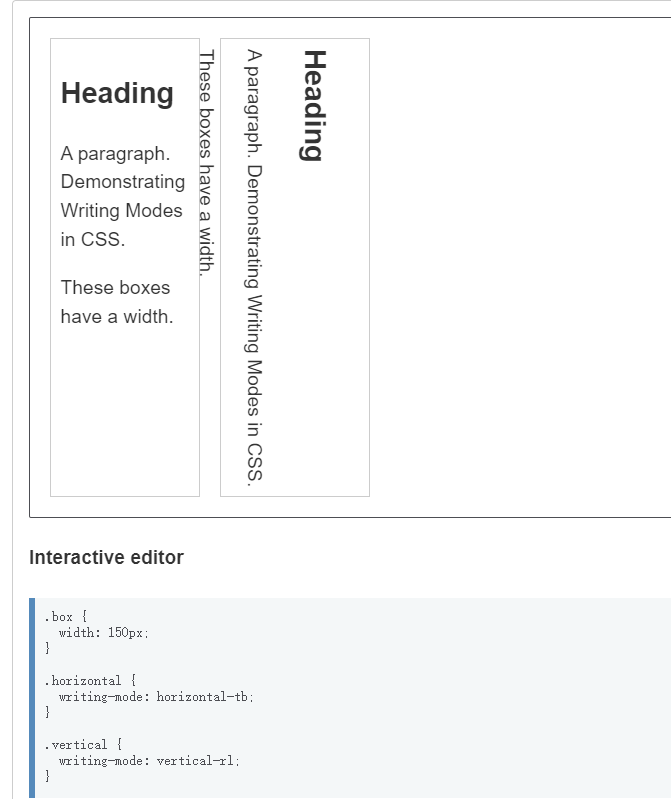 Heading
A paragraph.
Demonstrating
Writing Modes
in CSS.
These boxes
have a width.
Heading
A paragraph. Demonstrating Writing Modes in CSS.
These boxes have a width.
Interactive editor
.box {
width: 150px;
}
.horizontal {
writing-mode: horizontal-tb;
}
.vertical {
writing-mode: vertical-rl;
}